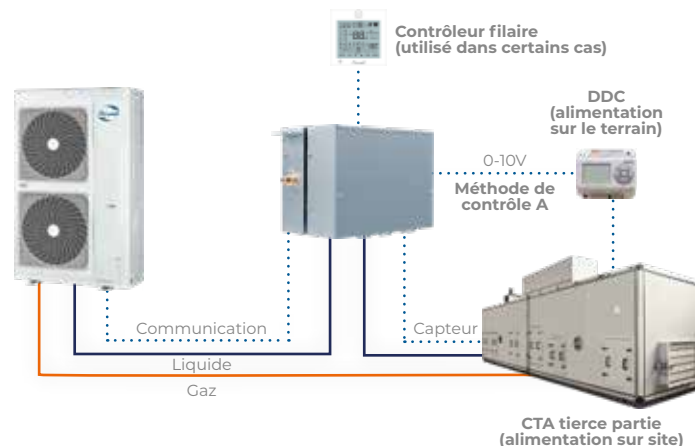 Contrôleur filaire
(utilisé dans certains cas)
DDC
(alimentation
sur le terrain)
0-10V
Méthode de
contrôle A
Communication
Capteur
Liquide
Gaz
CTA tierce partie
(alimentation sur site)